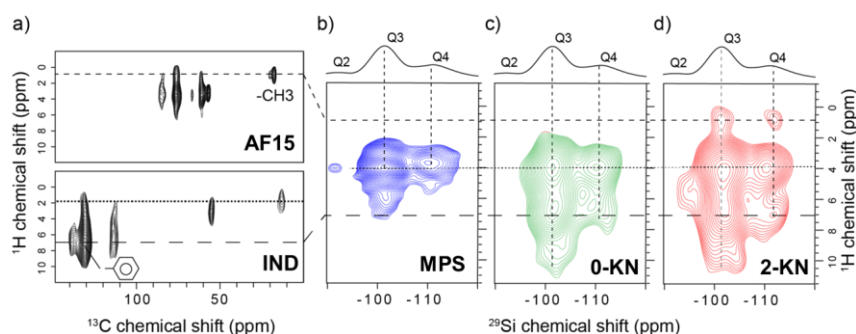 a)
b)
c)
d)
Q2 Q3 Q4
Q2 Q3 Q4
Q2 Q3 Q4
¹H chemical shift (ppm)
0
2
4
6
8
10
-CH3
AF15
0
2
4
6
8
10
IND
100 50
¹³C chemical shift (ppm)
MPS
-100 -110
0-KN
-100 -110
2-KN
-100 -110
²⁹Si chemical shift (ppm)
0
2
4
6
8
10
¹H chemical shift (ppm)